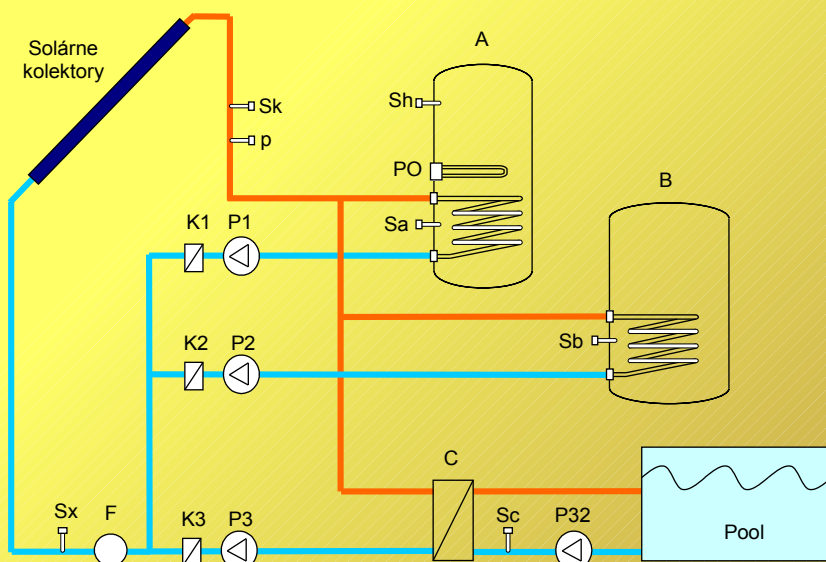 Solárne
kolektory
A
Sh
Sk
p
PO
B
K1
P1
Sa
K2
P2
Sb
C
Sx
F
K3
P3
Sc
P32
Pool